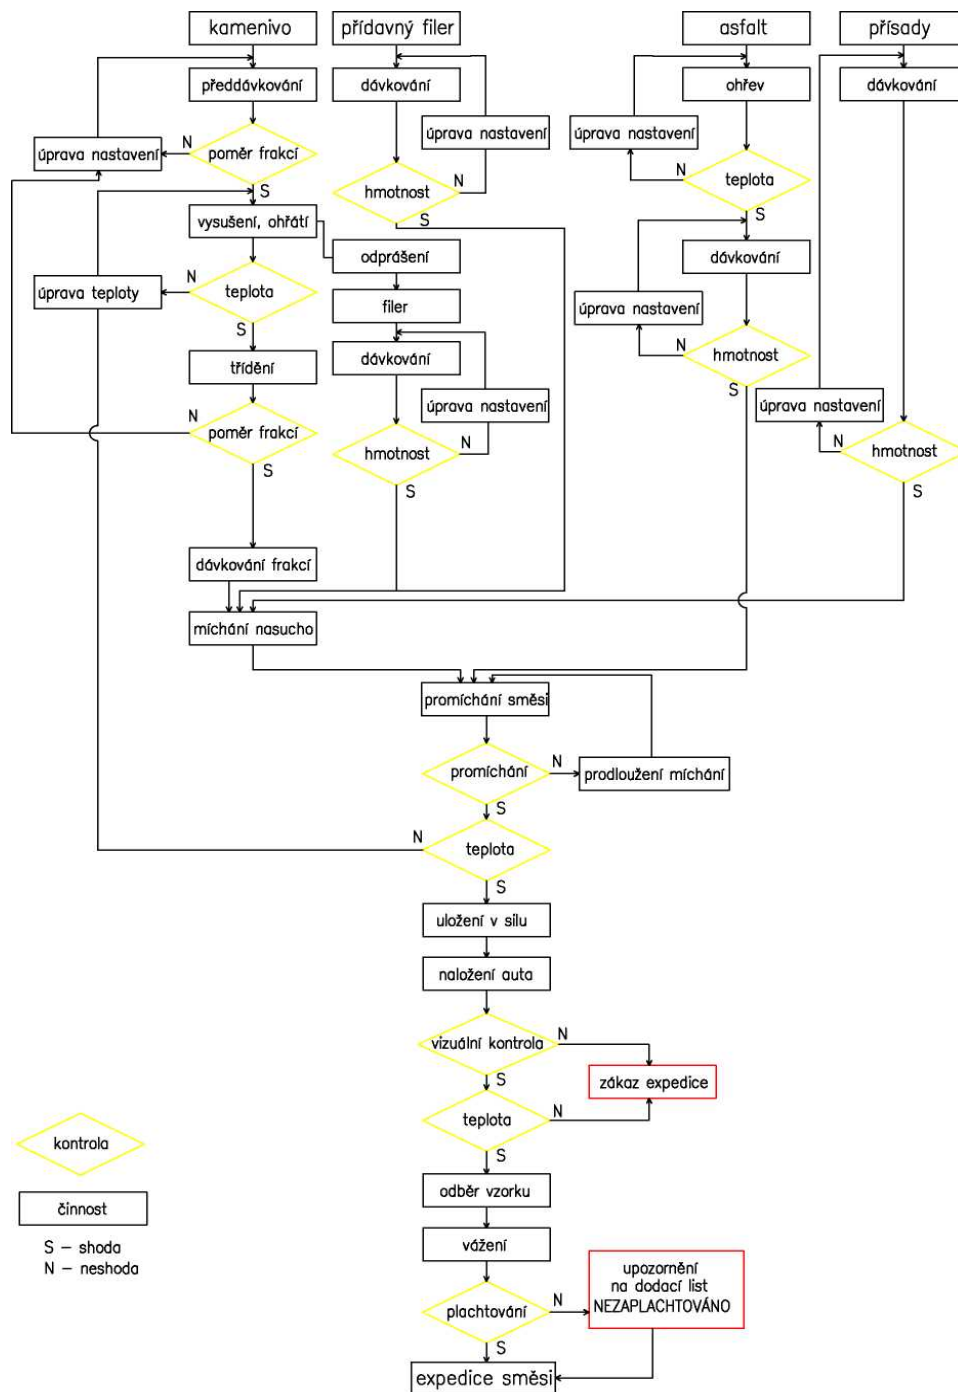 kamenivo
přídavný filer
asfalt
přísady
předdávkování
dávkování
ohřev
dávkování
úprava nastavení
N
poměr frakcí
S
úprava nastavení
hmotnost
N
S
úprava nastavení
N
teplota
S
vysušení, ohřátí
odprášení
dávkování
úprava teploty
N
teplota
S
filer
úprava nastavení
N
hmotnost
S
třídění
dávkování
N
poměr frakcí
S
úprava nastavení
hmotnost
N
S
úprava nastavení
N
hmotnost
S
dávkování frakcí
míchání nasucho
promíchání směsi
promíchání
N
prodloužení míchání
S
N
teplota
S
uložení v silu
naložení auta
vizuální kontrola
N
S
zákaz expedice
teplota
N
S
odběr vzorku
vážení
plachtování
N
S
upozornění
na dodací list
NEZAPLACHTOVÁNO
expedice směsi
kontrola
činnost
S – shoda
N – neshoda